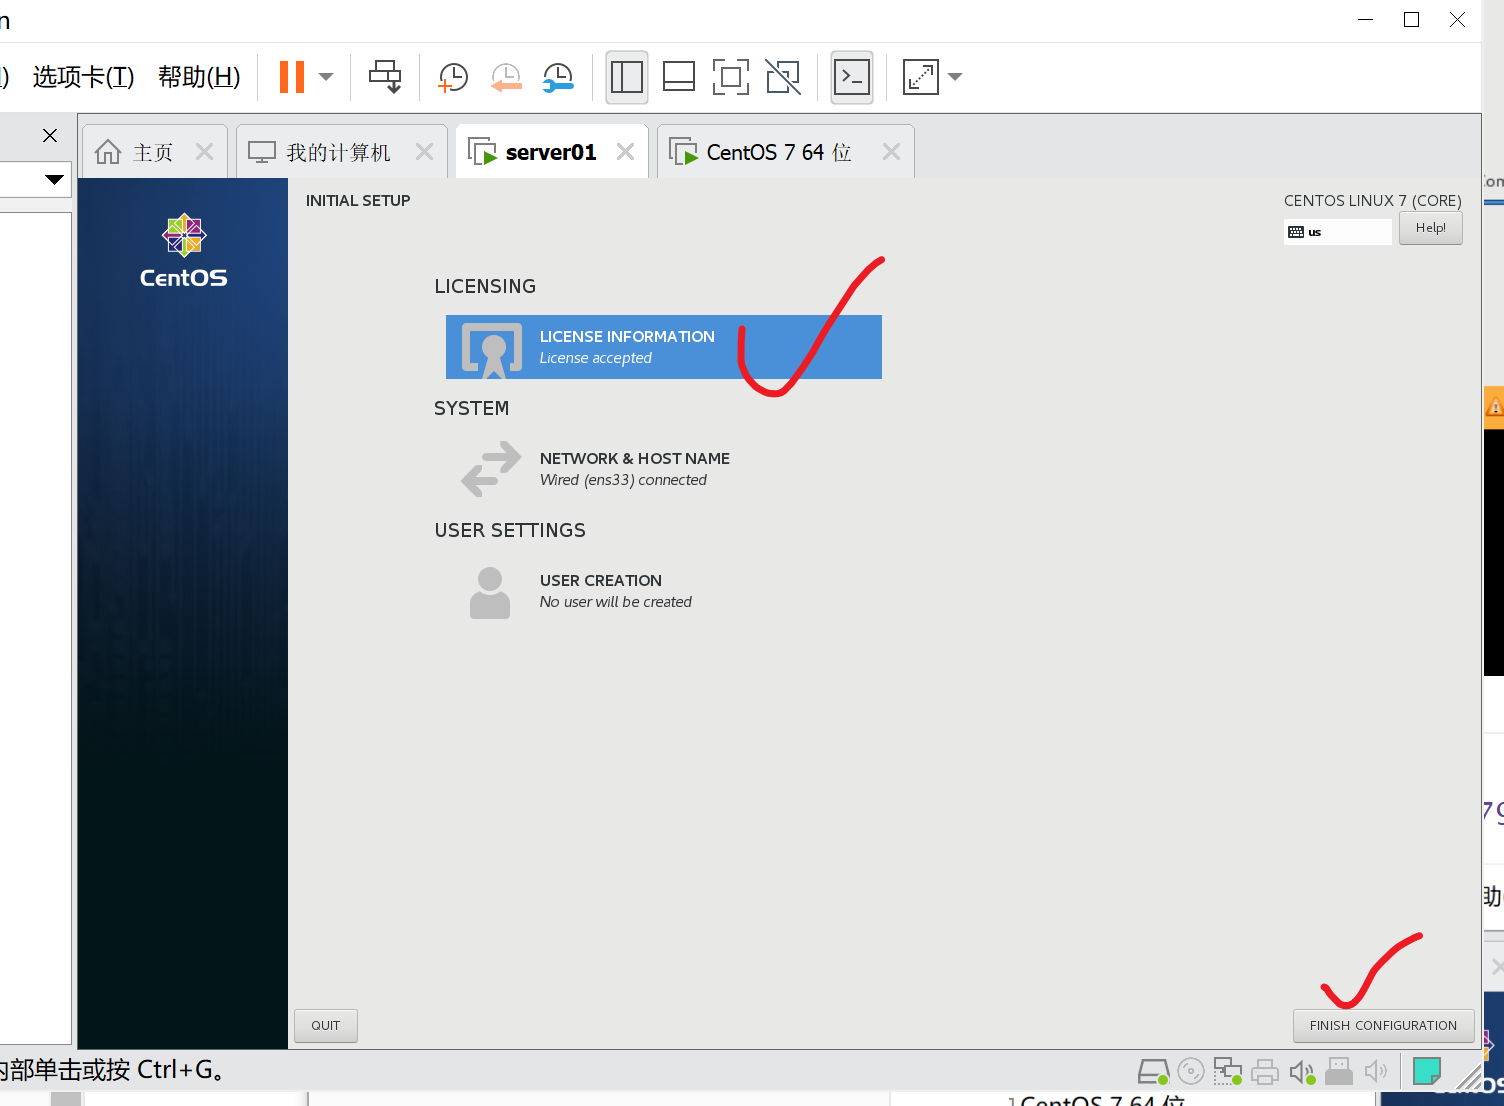 选项卡(T) 帮助(H)
主页 我的计算机 server01 CentOS 7 64 位
CentOS
INITIAL SETUP
CENTOS LINUX 7 (CORE)
us
Help!
LICENSING
LICENSE INFORMATION
License accepted
SYSTEM
NETWORK & HOST NAME
Wired (ens33) connected
USER SETTINGS
USER CREATION
No user will be created
QUIT
FINISH CONFIGURATION
部单击或按 Ctrl+G。
CentOS 7 64 位